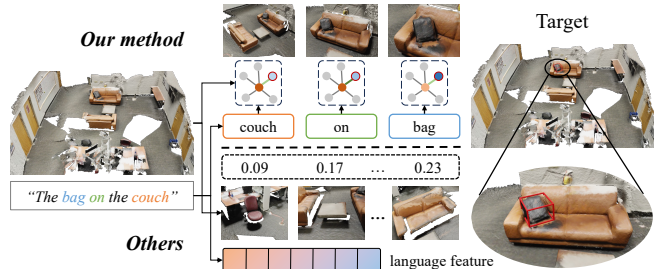 Our method
Target
couch
on
bag
0.09 0.17 ... 0.23
“The bag on the couch”
Others
...
language feature